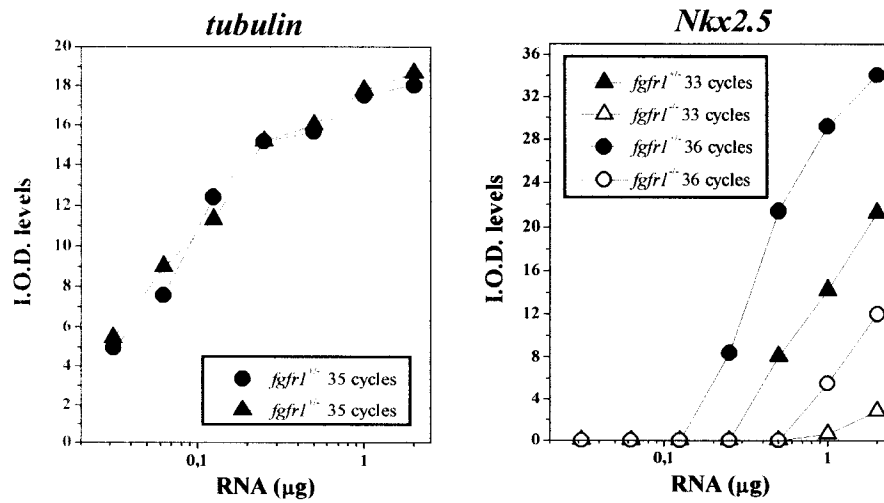 tubulin
20
18
16
14
12
10
8
6
4
2
0
I.O.D. levels
fgfr1+/- 35 cycles
fgfr1+/- 35 cycles
0,1
1
RNA (µg)
Nkx2.5
36
32
28
24
20
16
12
8
4
0
I.O.D. levels
fgfr1+/- 33 cycles
fgfr1-/- 33 cycles
fgfr1+/- 36 cycles
fgfr1-/- 36 cycles
0,1
1
RNA (µg)